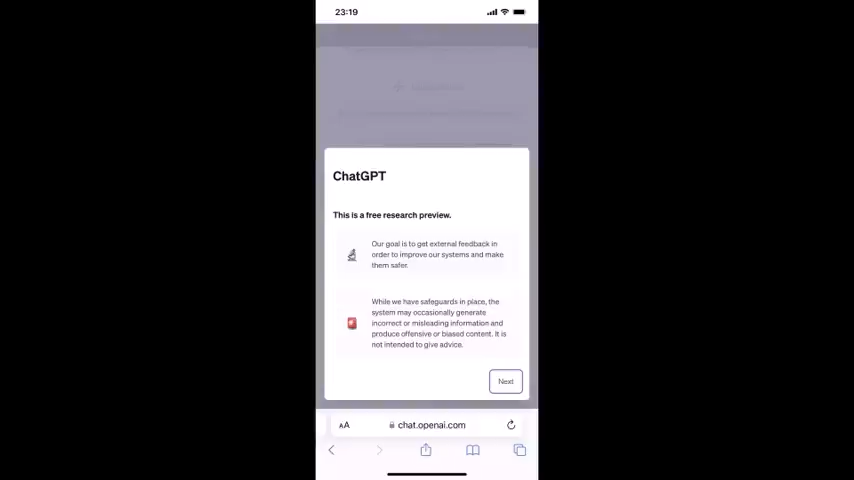 23:19
ChatGPT
This is a free research preview.
Our goal is to get external feedback in
order to improve our systems and make
them safer.
While we have safeguards in place, the
system may occasionally generate
incorrect or misleading information and
produce offensive or biased content. It is
not intended to give advice.
Next
AA
chat.openai.com